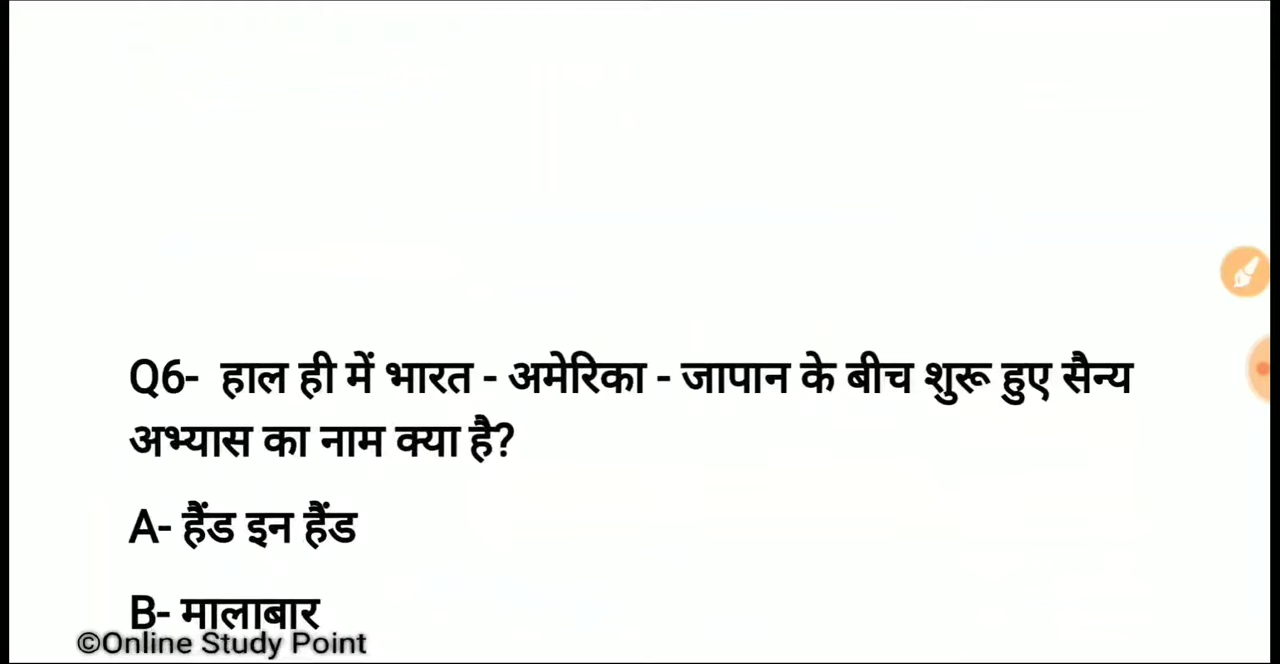 Q6- हाल ही में भारत - अमेरिका - जापान के बीच शुरू हुए सैन्य
अभ्यास का नाम क्या है?
A- हैंड इन हैंड
B- मालाबार
©Online Study Point